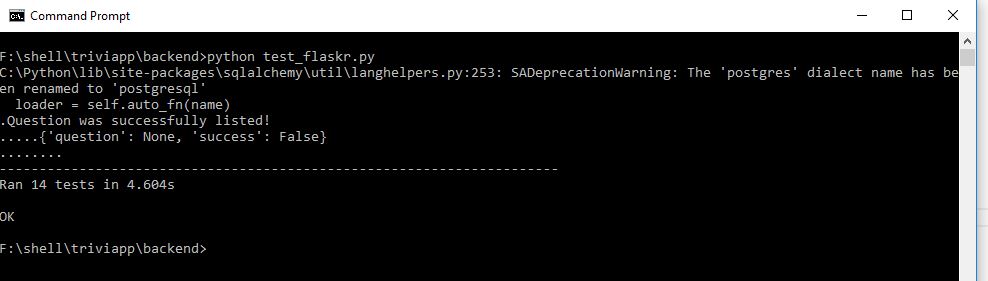 Command Prompt
F:\shell\triviapp\backend>python test_flaskr.py
C:\Python\lib\site-packages\sqlalchemy\util\langhelpers.py:253: SADeprecationWarning: The 'postgres' dialect name has be
en renamed to 'postgresql'
  loader = self.auto_fn(name)
.Question was successfully listed!
.....{'question': None, 'success': False}
........
----------------------------------------------------------------------
Ran 14 tests in 4.604s
OK
F:\shell\triviapp\backend>